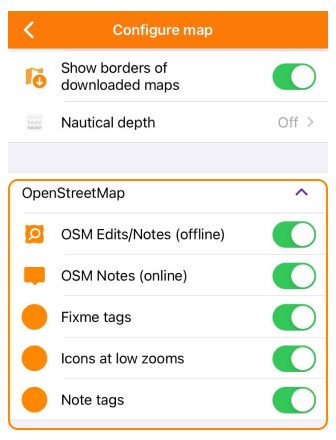 Configure map
Show borders of
downloaded maps
Nautical depth Off
OpenStreetMap
OSM Edits/Notes (offline)
OSM Notes (online)
Fixme tags
Icons at low zooms
Note tags